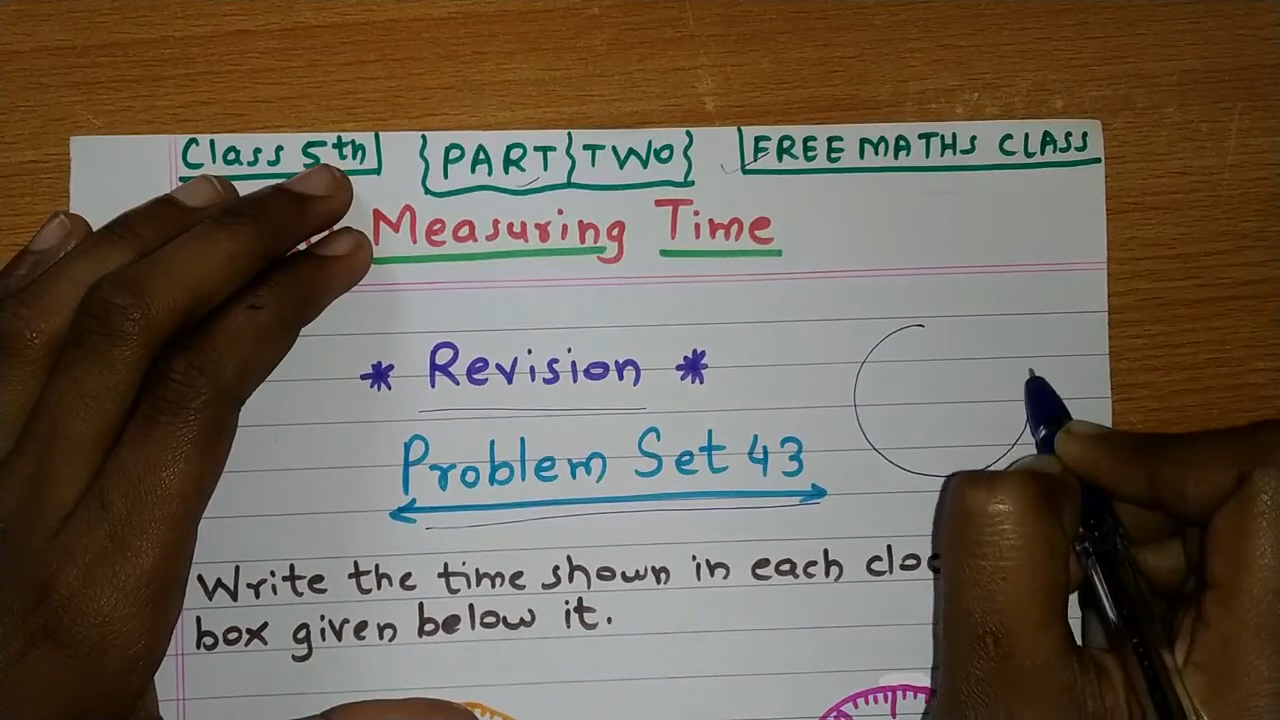 Class 5th PART TWO FREE MATHS CLASS
Measuring Time
* Revision *
Problem Set 43
Write the time shown in each
box given below it.